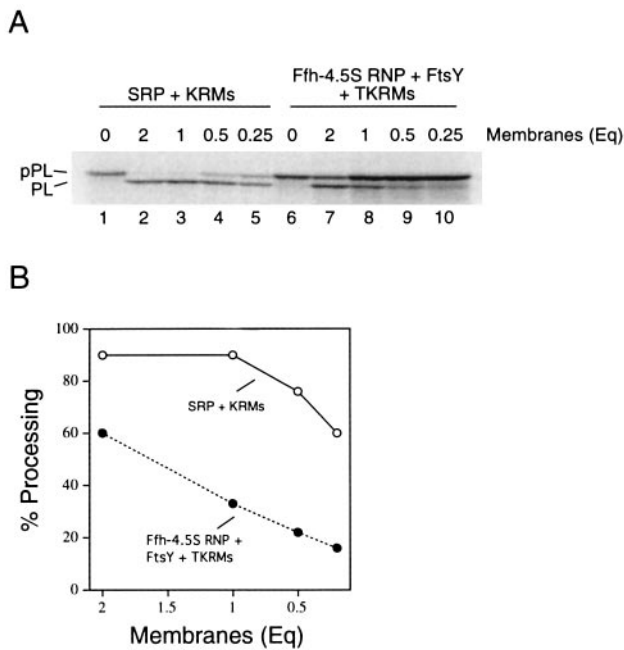 A
SRP + KRMs
Ffh-4.5S RNP + FtsY
+ TKRMs
0 2 1 0.5 0.25 0 2 1 0.5 0.25 Membranes (Eq)
pPL
PL
1 2 3 4 5 6 7 8 9 10
B
100
80
60
40
20
0
% Processing
SRP + KRMs
Ffh-4.5S RNP +
FtsY + TKRMs
2 1.5 1 0.5
Membranes (Eq)